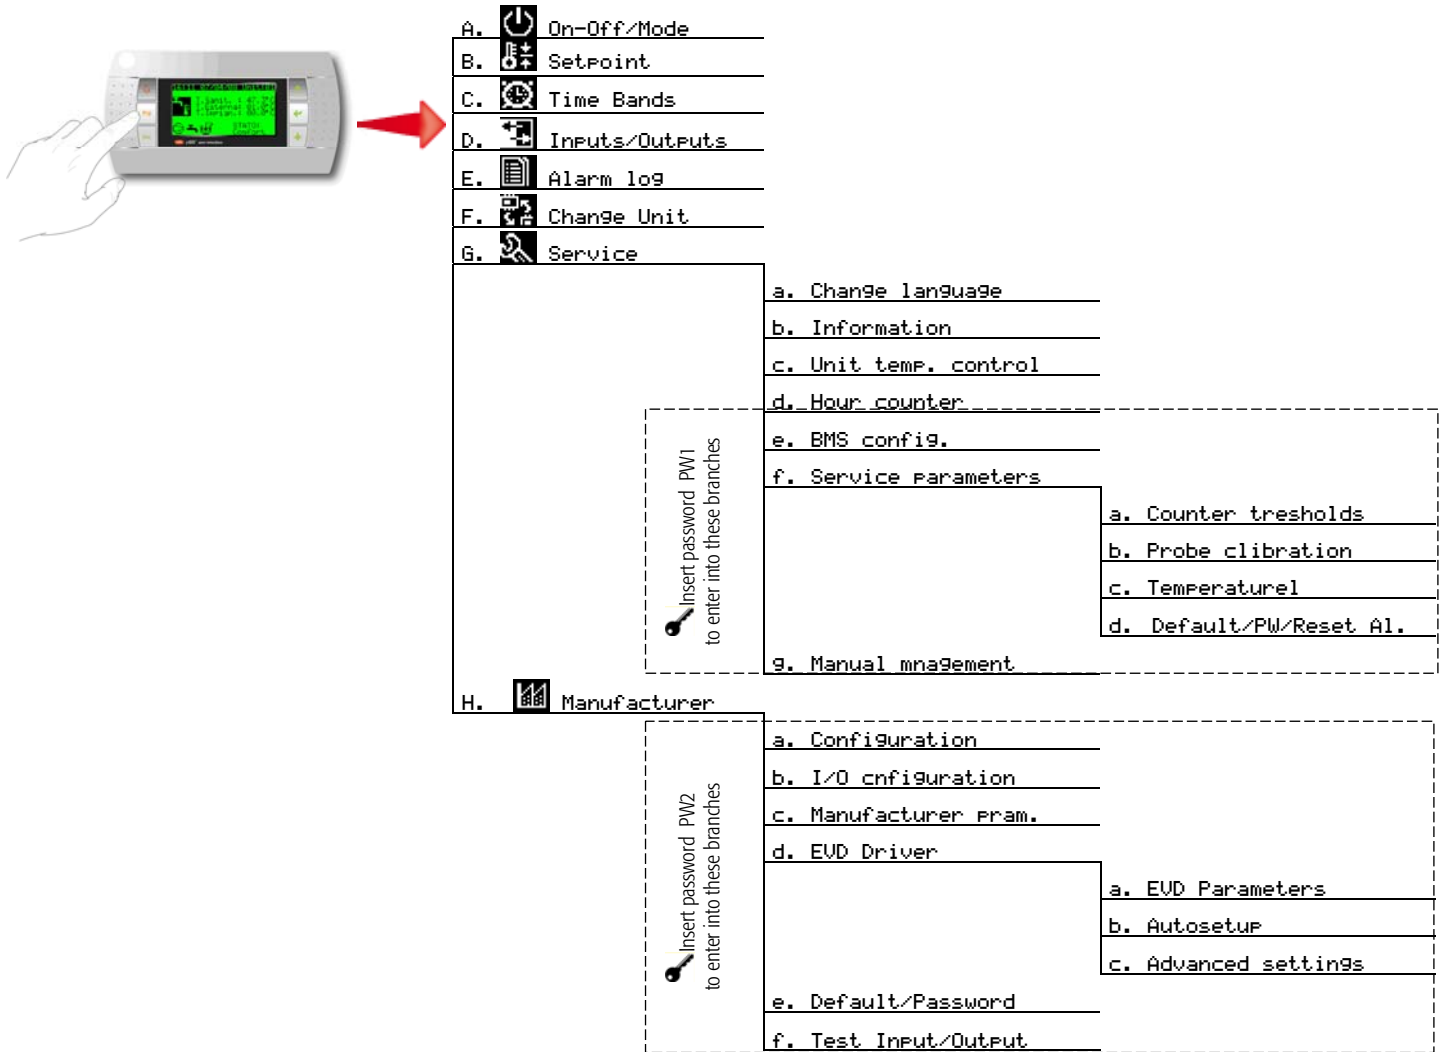 A. On-Off/Mode
B. Setpoint
C. Time Bands
D. Inputs/Outputs
E. Alarm log
F. Change Unit
G. Service
a. Change language
b. Information
c. Unit temp. control
d. Hour counter
Insert password PW1
to enter into these branches
e. BMS config.
f. Service parameters
a. Counter tresholds
b. Probe clibration
c. Temperaturel
d. Default/PW/Reset Al.
g. Manual mnagement
H. Manufacturer
Insert password PW2
to enter into these branches
a. Configuration
b. I/O cnfiguration
c. Manufacturer pram.
d. EVD Driver
a. EVD Parameters
b. Autosetup
c. Advanced settings
e. Default/Password
f. Test Input/Output